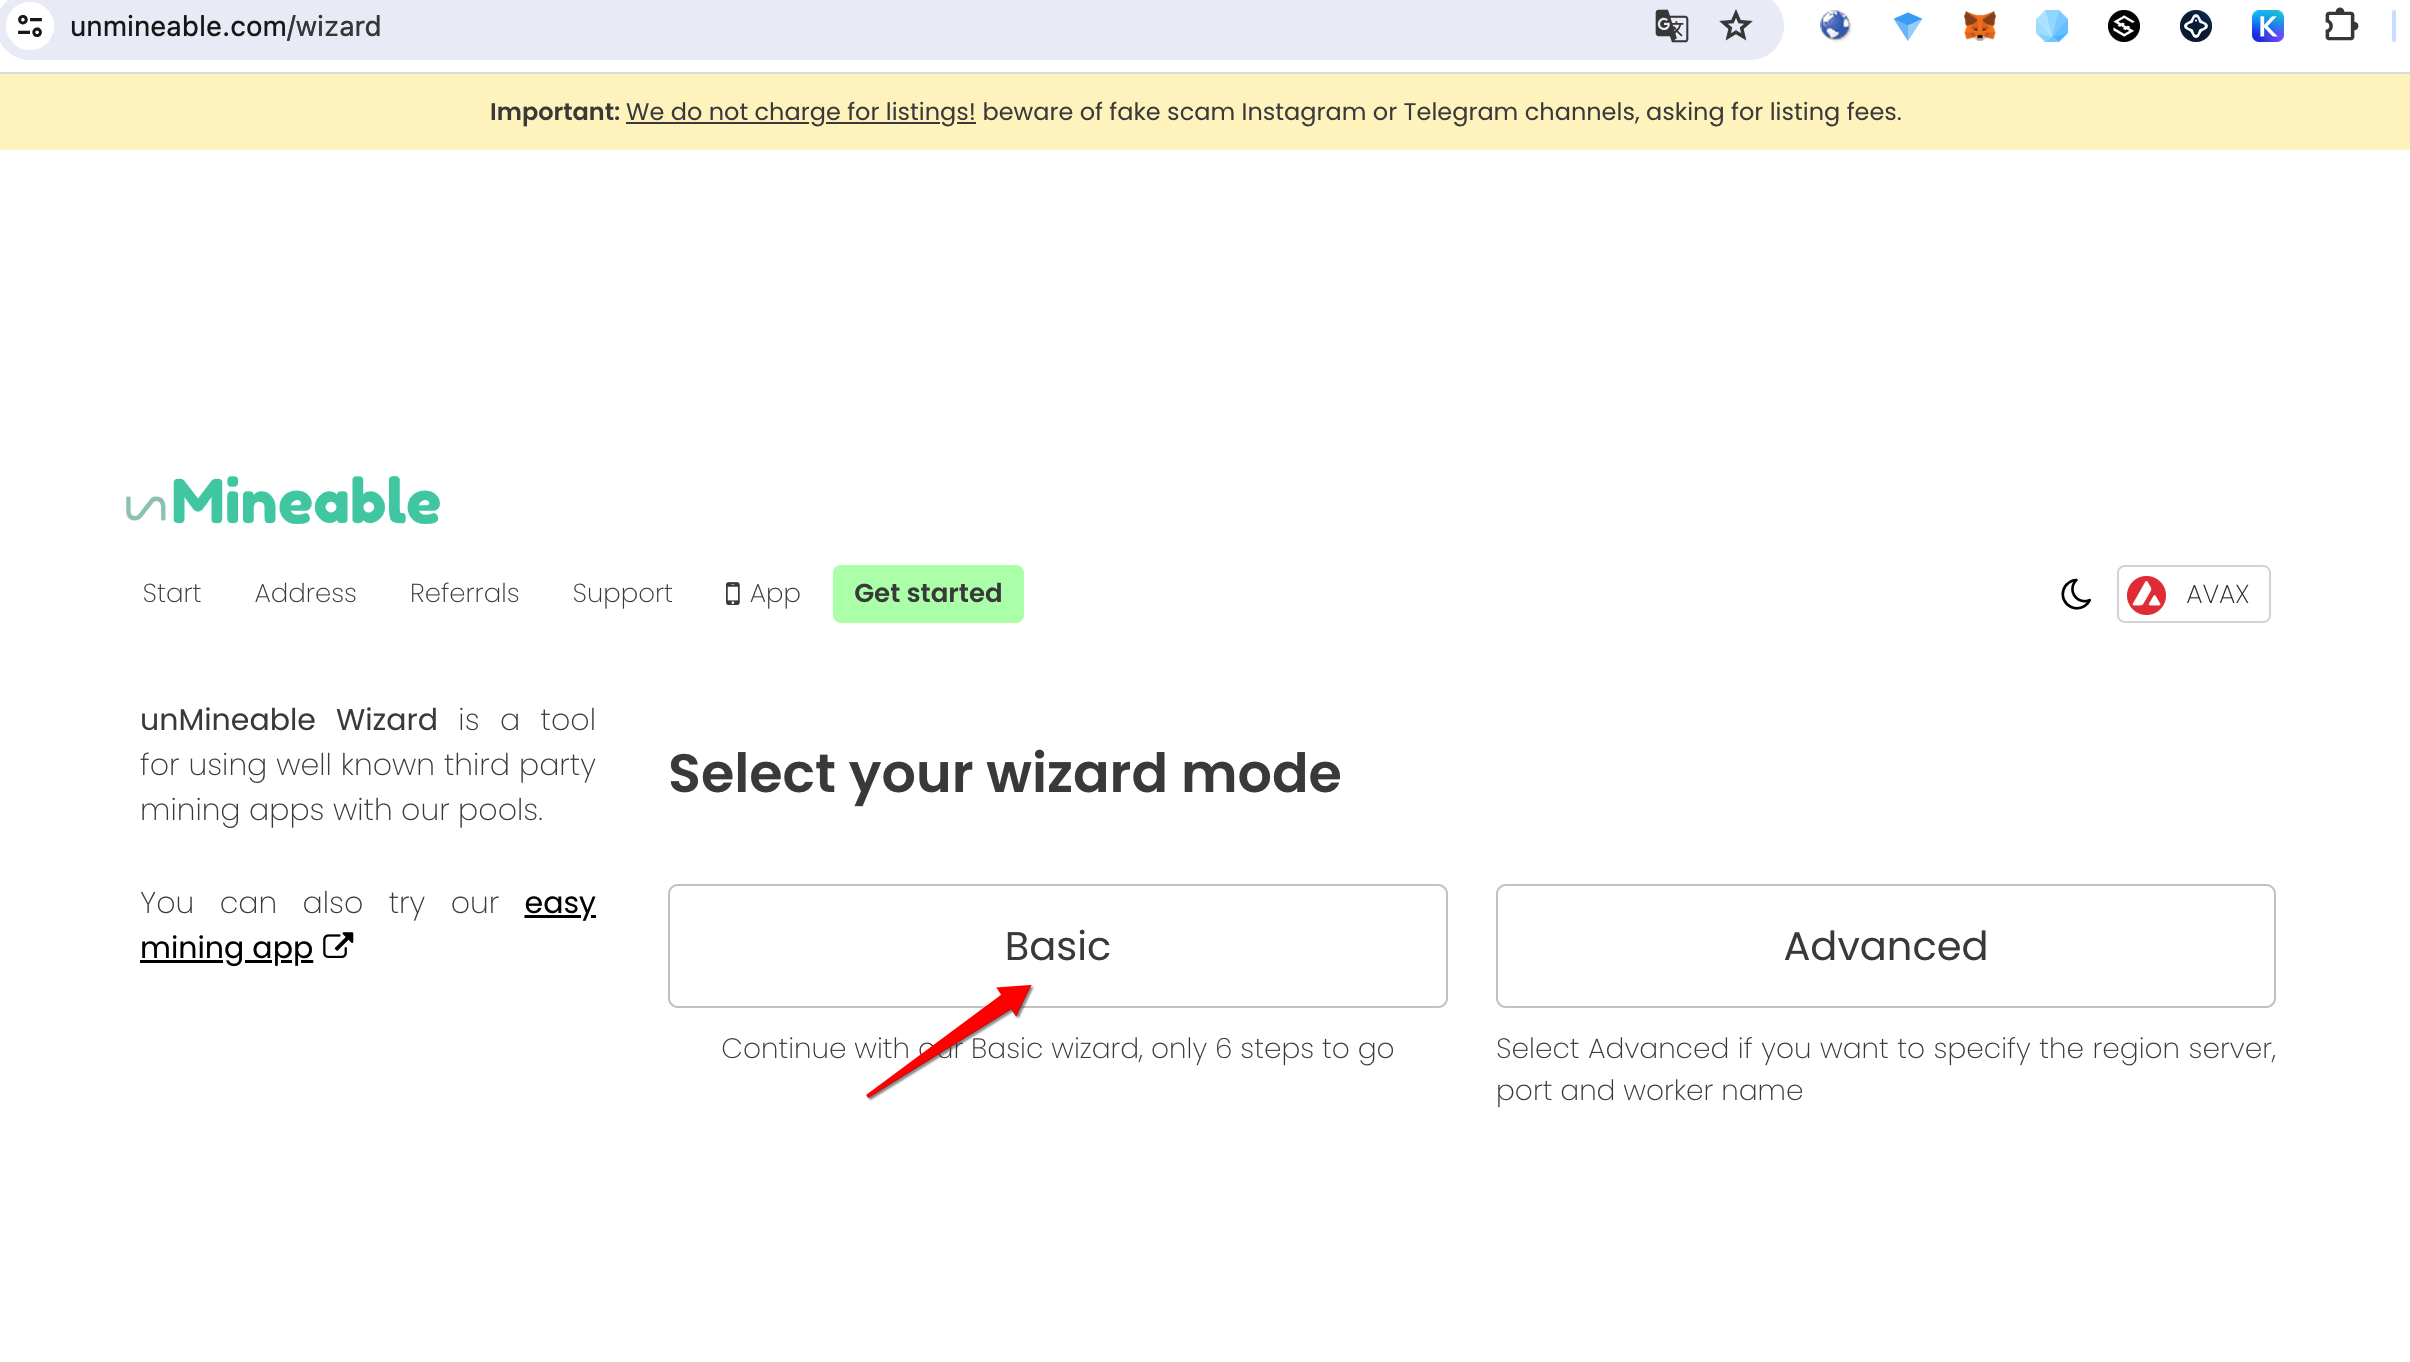 unmineable.com/wizard
K
Important: We do not charge for listings! beware of fake scam Instagram or Telegram channels, asking for listing fees.
unMineable
Start Address Referrals Support App Get started AVAX
unMineable Wizard is a tool
for using well known third party
mining apps with our pools.
You can also try our easy
mining app
Select your wizard mode
Basic
Continue with our Basic wizard, only 6 steps to go
Advanced
Select Advanced if you want to specify the region server,
port and worker name